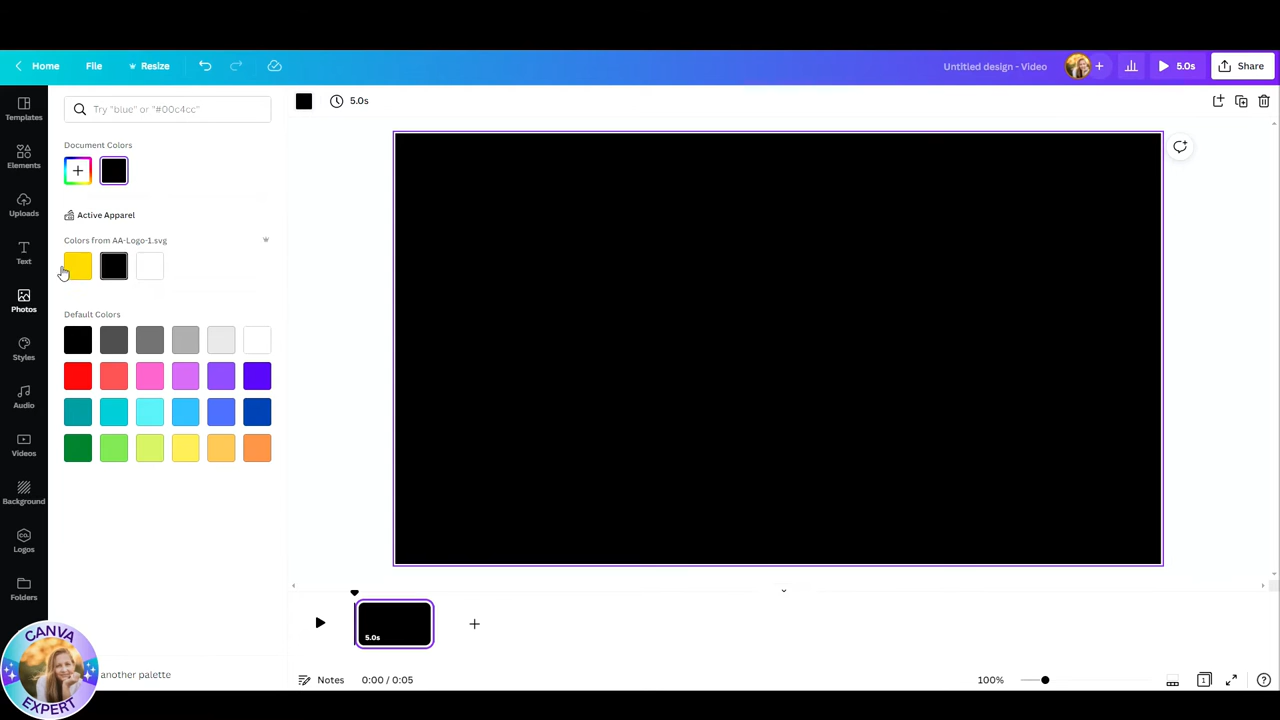 Home File Resize Untitled design - Video + 5.0s Share
Try "blue" or "#00c4cc" 5.0s
Templates
Document Colors
Elements
Uploads
Active Apparel
Colors from AA-Logo-1.svg
Text
Photos
Default Colors
Styles
Audio
Videos
Background
Logos
Folders
5.0s
CANVA
EXPERT
another palette
Notes 0:00 / 0:05 100% 1 ?